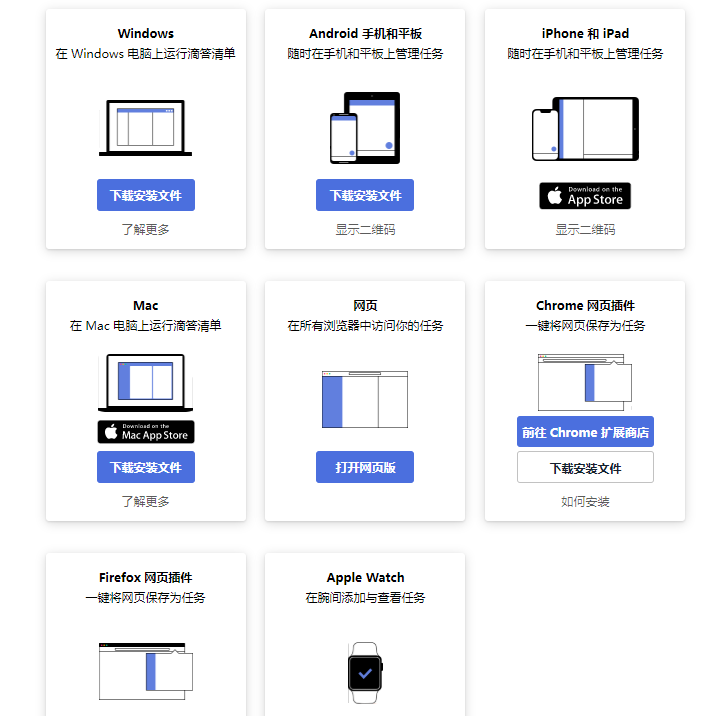 Windows
在 Windows 电脑上运行滴答清单
下载安装文件
了解更多
Android 手机和平板
随时在手机和平板上管理任务
下载安装文件
显示二维码
iPhone 和 iPad
随时在手机和平板上管理任务
Download on the
App Store
显示二维码
Mac
在 Mac 电脑上运行滴答清单
Download on the
Mac App Store
下载安装文件
了解更多
网页
在所有浏览器中访问你的任务
打开网页版
Chrome 网页插件
一键将网页保存为任务
前往 Chrome 扩展商店
下载安装文件
如何安装
Firefox 网页插件
一键将网页保存为任务
Apple Watch
在腕间添加与查看任务